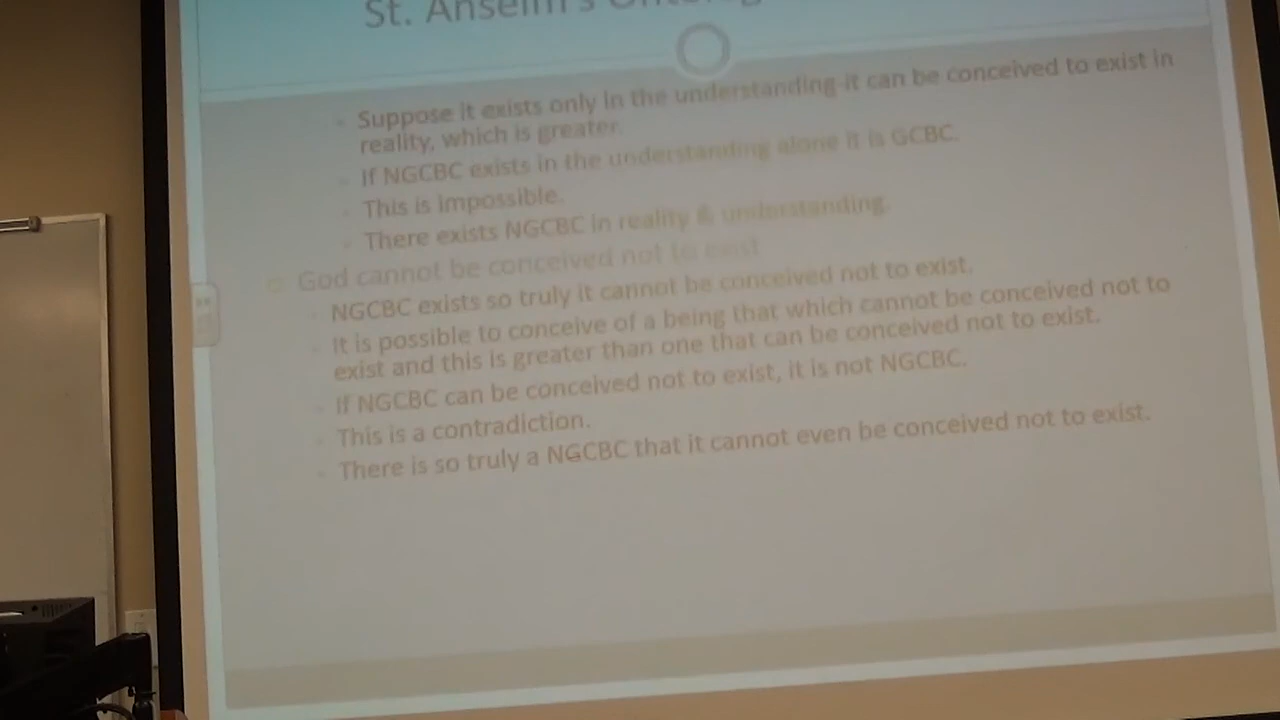 St. Anselm's Ontolog
Suppose it exists only in the understanding-it can be conceived to exist in
reality, which is greater.
If NGCBC exists in the understanding alone it is GCBC.
This is impossible.
There exists NGCBC in reality & understanding.
God cannot be conceived not to exist
NGCBC exists so truly it cannot be conceived not to exist.
It is possible to conceive of a being that which cannot be conceived not to
exist and this is greater than one that can be conceived not to exist.
If NGCBC can be conceived not to exist, it is not NGCBC.
This is a contradiction.
There is so truly a NGCBC that it cannot even be conceived not to exist.